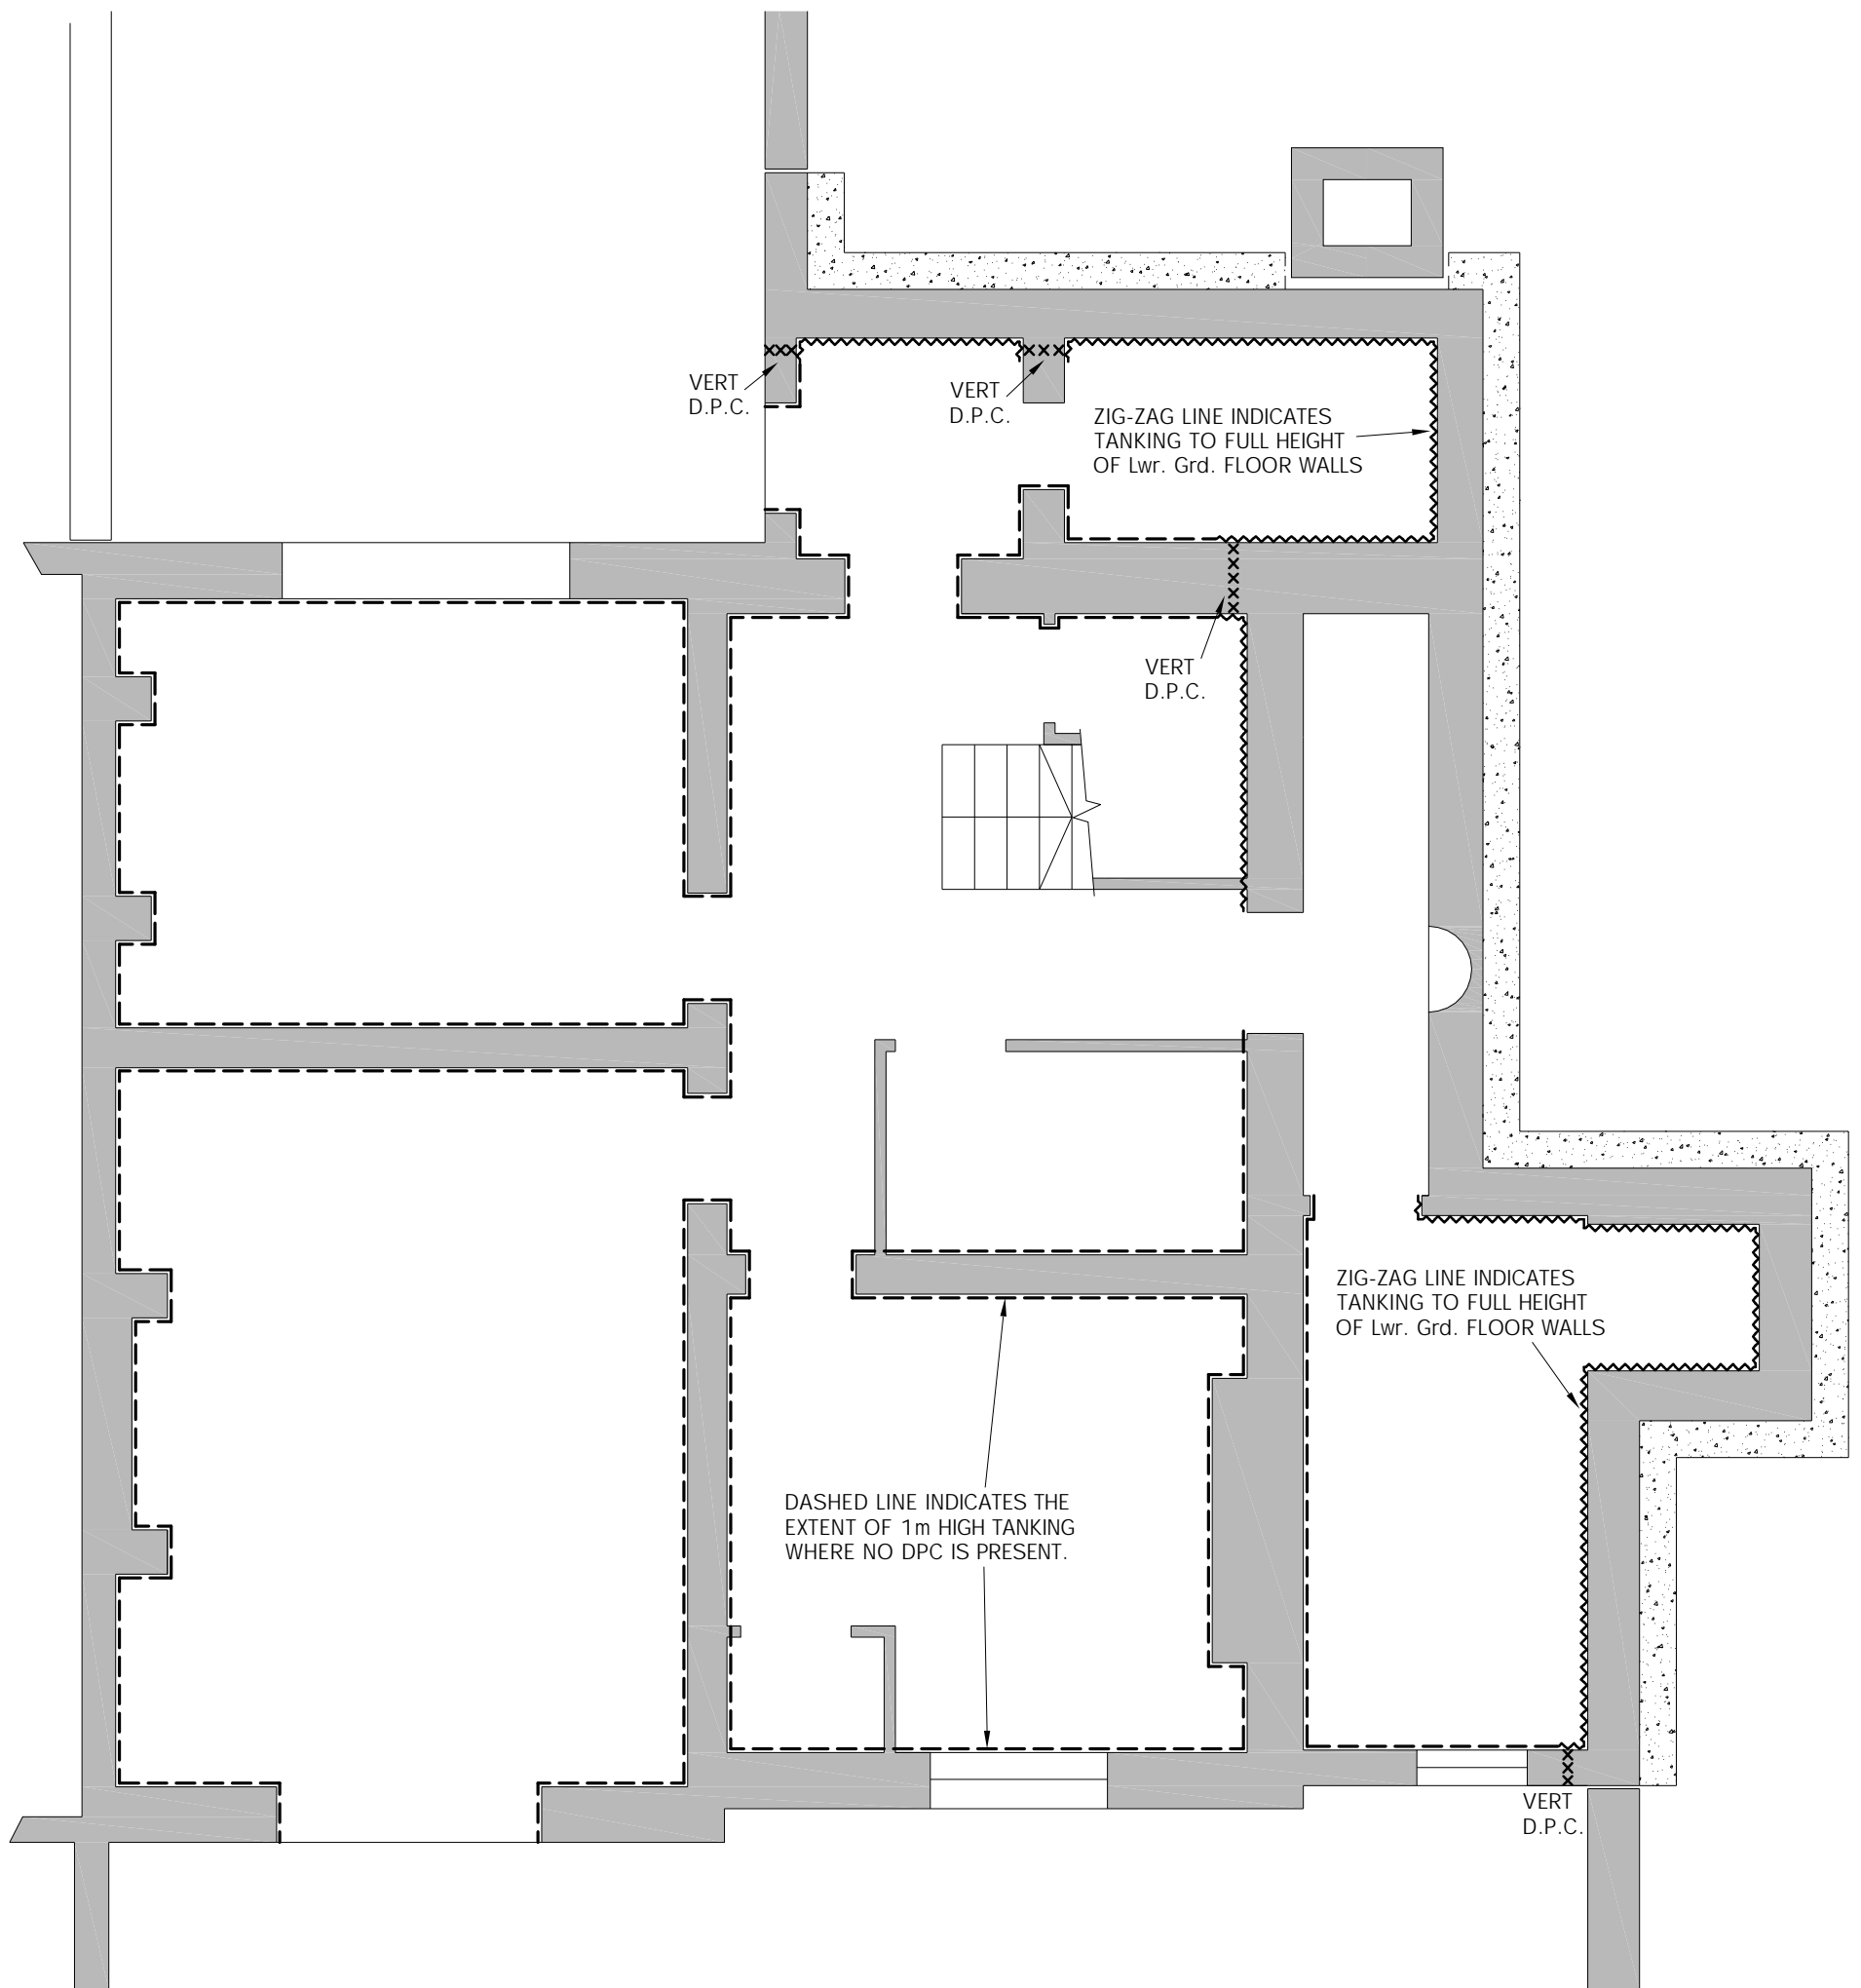 VERT
D.P.C.
VERT
D.P.C.
ZIG-ZAG LINE INDICATES
TANKING TO FULL HEIGHT
OF Lwr. Grd. FLOOR WALLS
VERT
D.P.C.
ZIG-ZAG LINE INDICATES
TANKING TO FULL HEIGHT
OF Lwr. Grd. FLOOR WALLS
DASHED LINE INDICATES THE
EXTENT OF 1m HIGH TANKING
WHERE NO DPC IS PRESENT.
VERT
D.P.C.